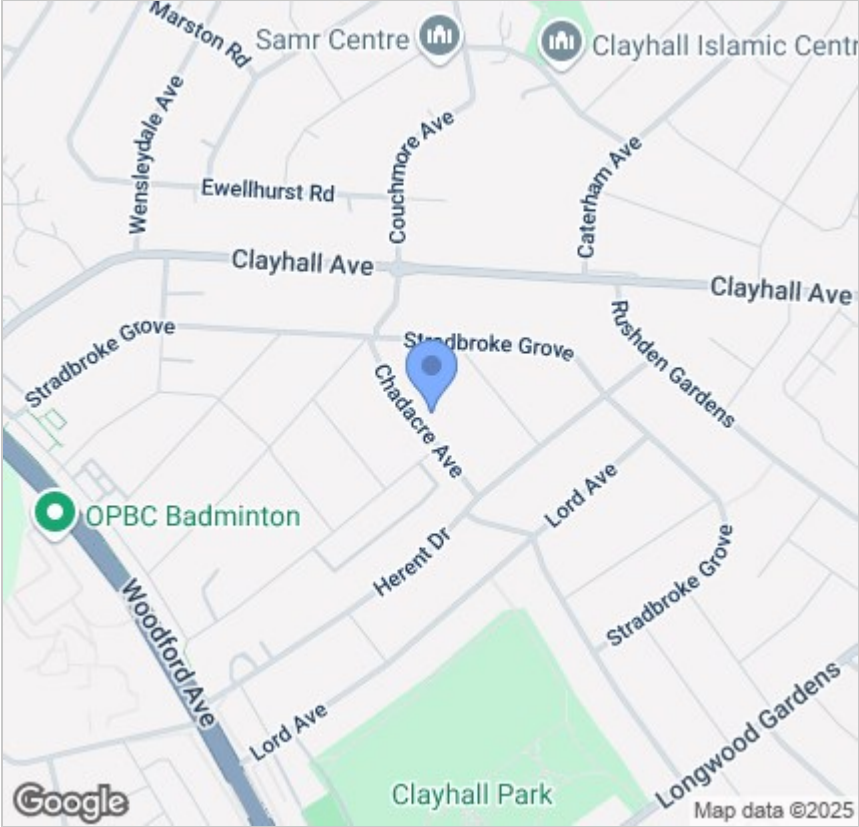 Marston Rd
Samr Centre
Clayhall Islamic Centr
Wensleydale Ave
Couchmore Ave
Caterham Ave
Ewellhurst Rd
Clayhall Ave
Clayhall Ave
Stradbroke Grove
Stradbroke Grove
Rushden Gardens
Chadacre Ave
Lord Ave
OPBC Badminton
Herent Dr
Stradbroke Grove
Woodford Ave
Lord Ave
Longwood Gardens
Clayhall Park
Google
Map data ©2025